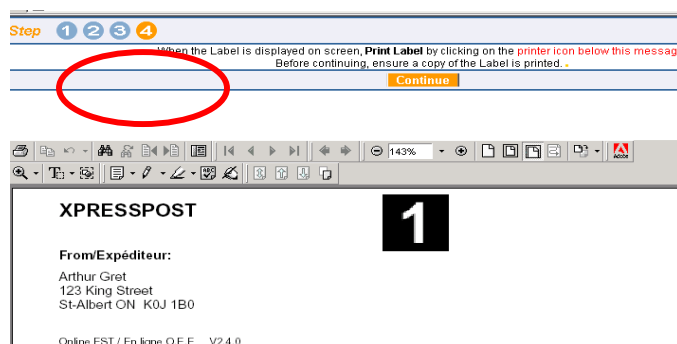 Step 1 2 3 4
When the Label is displayed on screen, Print Label by clicking on the printer icon below this messag
Before continuing, ensure a copy of the Label is printed.
Continue
143%
Adobe
T
ABC
XPRESSPOST
1
From/Expéditeur:
Arthur Gret
123 King Street
St-Albert ON K0J 1B0
Online EST / En ligne O.E.E. V2.4.0